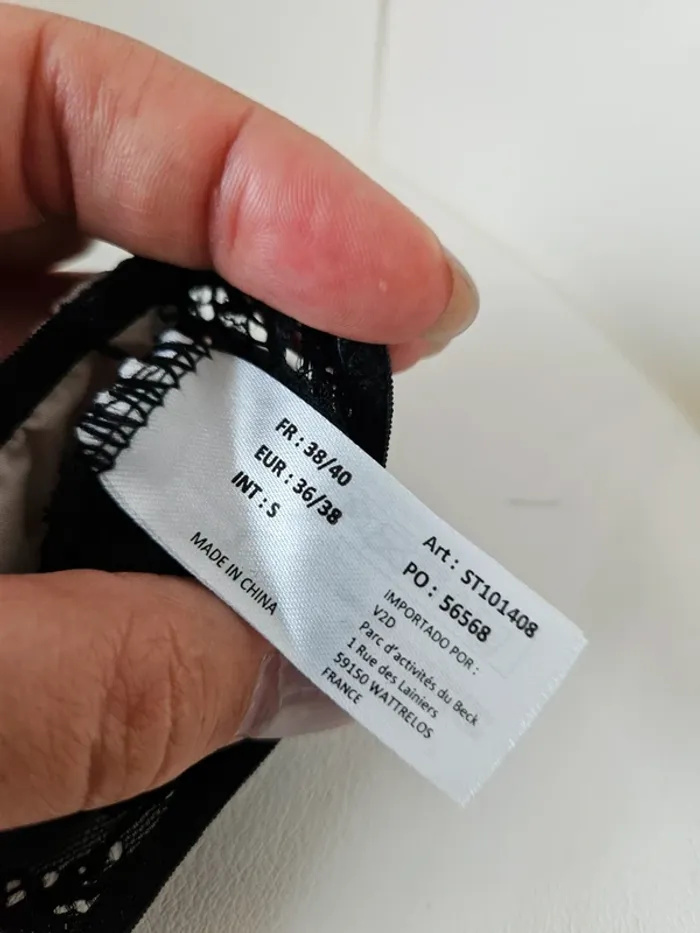 FR : 38/40
EUR : 36/38
INT : S
MADE IN CHINA
Art : ST101408
PO : 56568
iMPORTADO POR :
V2D
Parc d'activités du Beck
1 Rue des Lainiers
59150 WATTRELOS
FRANCE